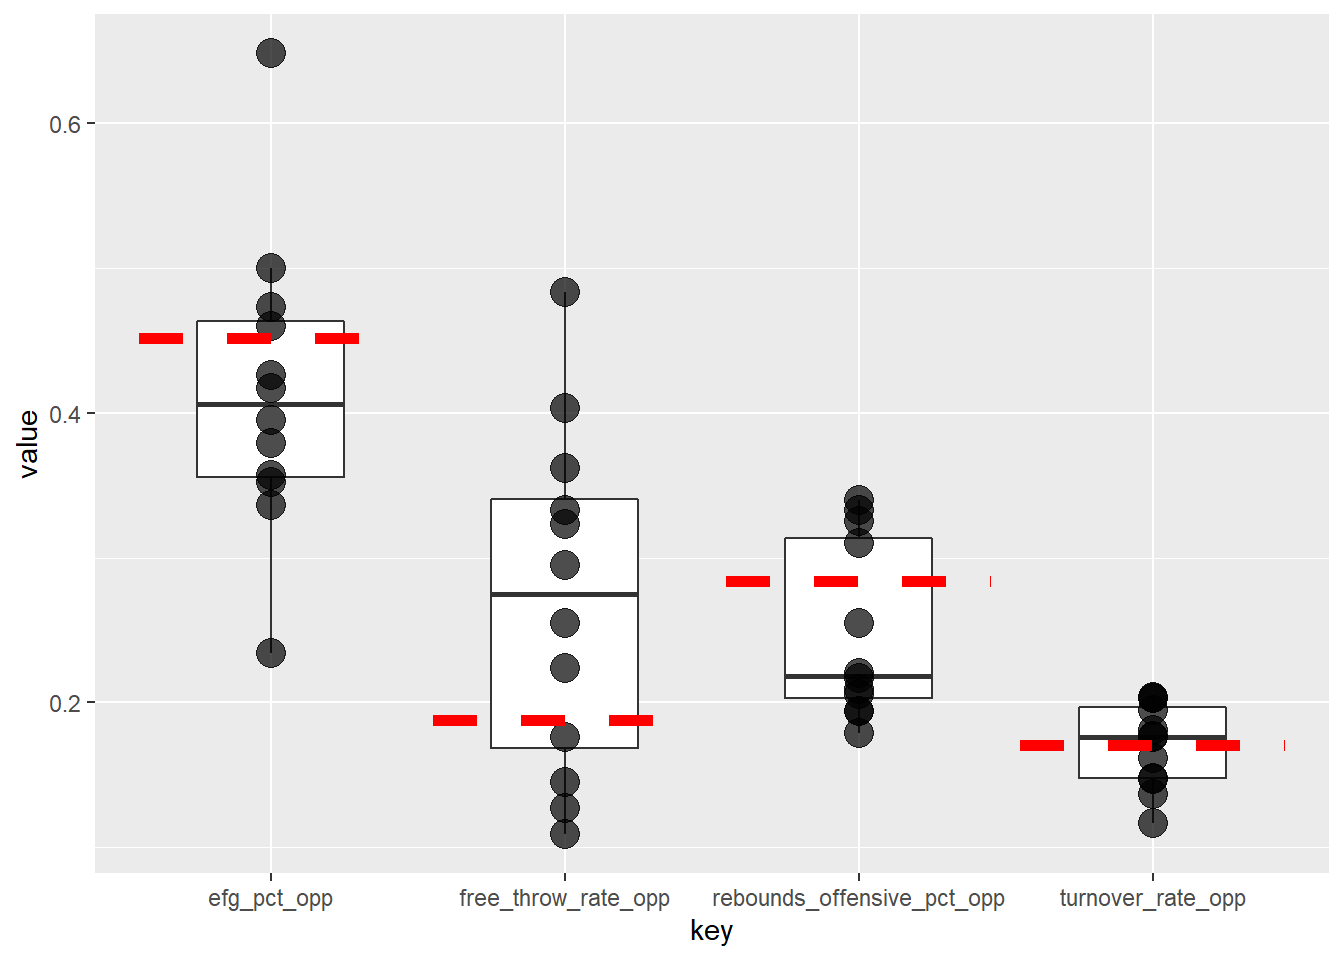 value
0.6
0.4
0.2
efg_pct_opp
free_throw_rate_opp
rebounds_offensive_pct_opp
turnover_rate_opp
key